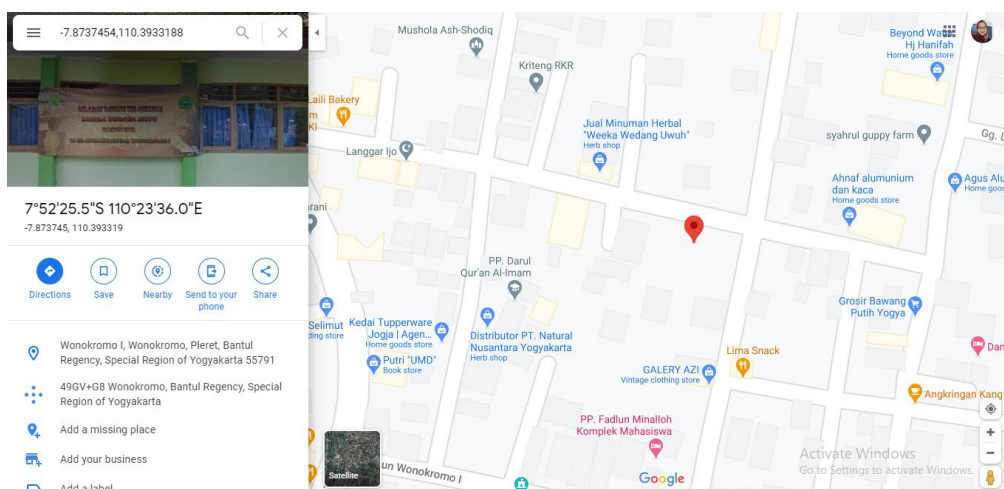 -7.8737454,110.3933188
7°52'25.5"S 110°23'36.0"E
-7.873745, 110.393319
Directions
Save
Nearby
Send to your
phone
Share
Wonokromo I, Wonokromo, Pleret, Bantul
Regency, Special Region of Yogyakarta 55791
49GV+G8 Wonokromo, Bantul Regency, Special
Region of Yogyakarta
Add a missing place
Add your business
Add a label
Mushola Ash-Shodiq
Kriteng RKR
Beyond
Hj Hanifah
Home goods store
Laili Bakery
m
KI
Jual Minuman Herbal
"Weeka Wedang Uwuh"
Herb shop
syahrul guppy farm
Gg.
Langgar Ijo
Ahnaf alumunium
dan kaca
Home goods store
Agus Alu
Home good
arani
PP. Darul
Qur'an Al-Imam
Grosir Bawang
Putih Yogya
Selimut
ding store
Kedai Tupperware
Jogja | Agen...
Home goods store
Distributor PT. Natural
Nusantara Yogyakarta
Herb shop
Putri "UMD"
Book store
Lima Snack
Dan
GALERY AZI
Vintage clothing store
Angkringan Kang
PP. Fadlun Minalloh
Komplek Mahasiswa
Satellite
un Wonokromo I
Google
Activate Windows
Go to Settings to activate Windows.